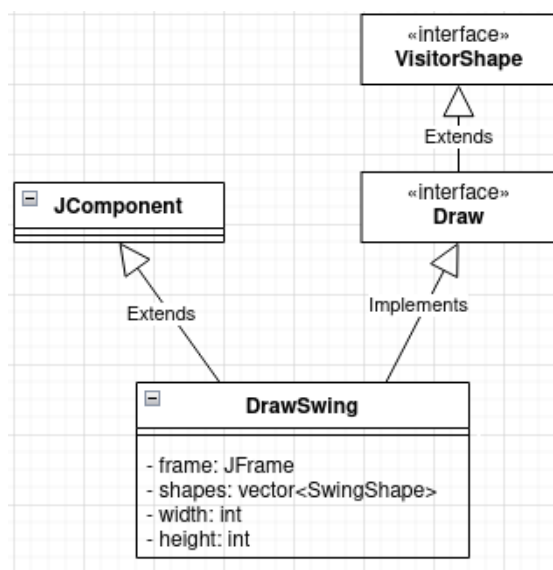 «interface»
VisitorShape
Extends
«interface»
Draw
JComponent
Extends
Implements
DrawSwing
- frame: JFrame
- shapes: vector<SwingShape>
- width: int
- height: int